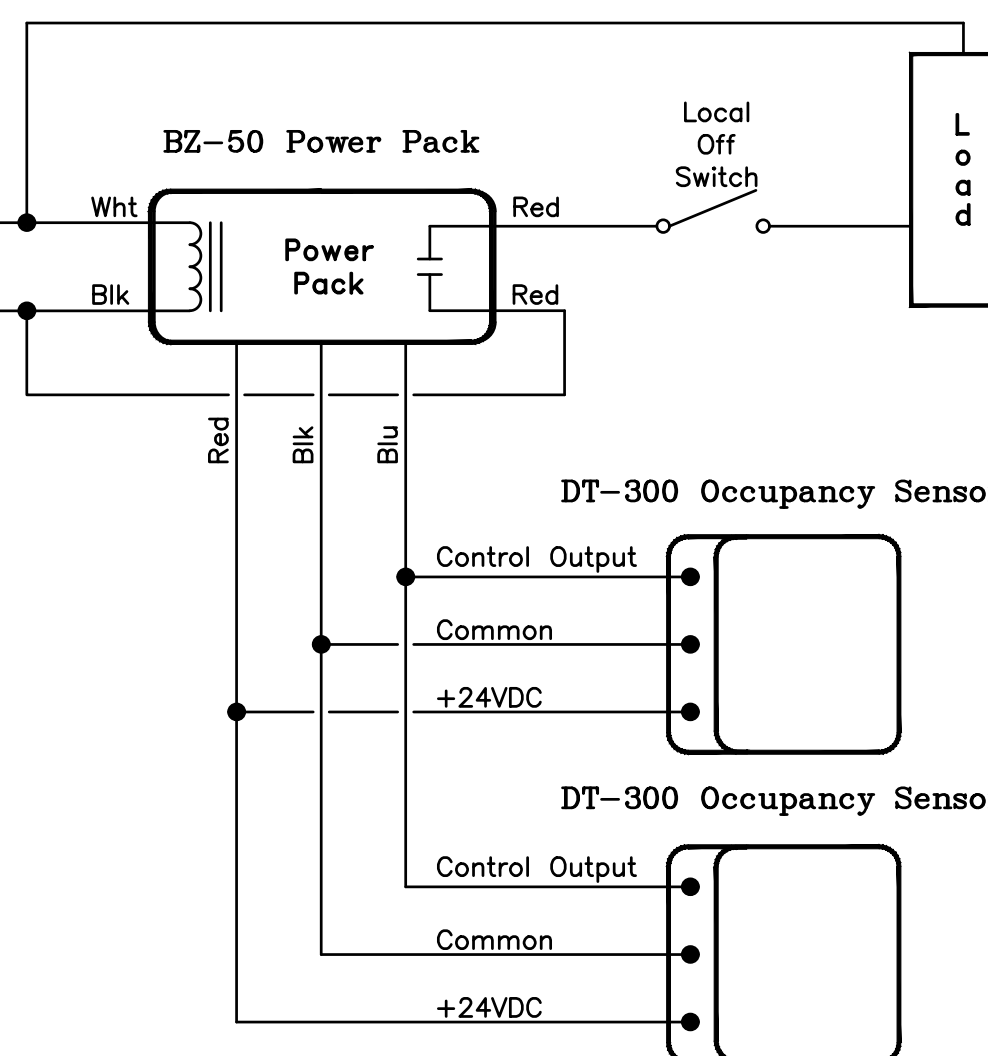 BZ-50 Power Pack
Local
Off
Switch
L
o
a
d
Wht
Red
Power
Pack
Blk
Red
Red
Blk
Blu
DT-300 Occupancy Senso
Control Output
Common
+24VDC
DT-300 Occupancy Senso
Control Output
Common
+24VDC